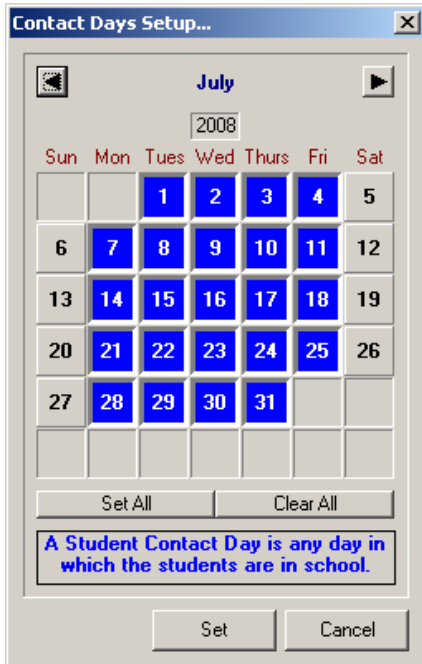 Contact Days Setup...
July
2008
Sun Mon Tues Wed Thurs Fri Sat
1 2 3 4 5
6 7 8 9 10 11 12
13 14 15 16 17 18 19
20 21 22 23 24 25 26
27 28 29 30 31
Set All Clear All
A Student Contact Day is any day in
which the students are in school.
Set Cancel